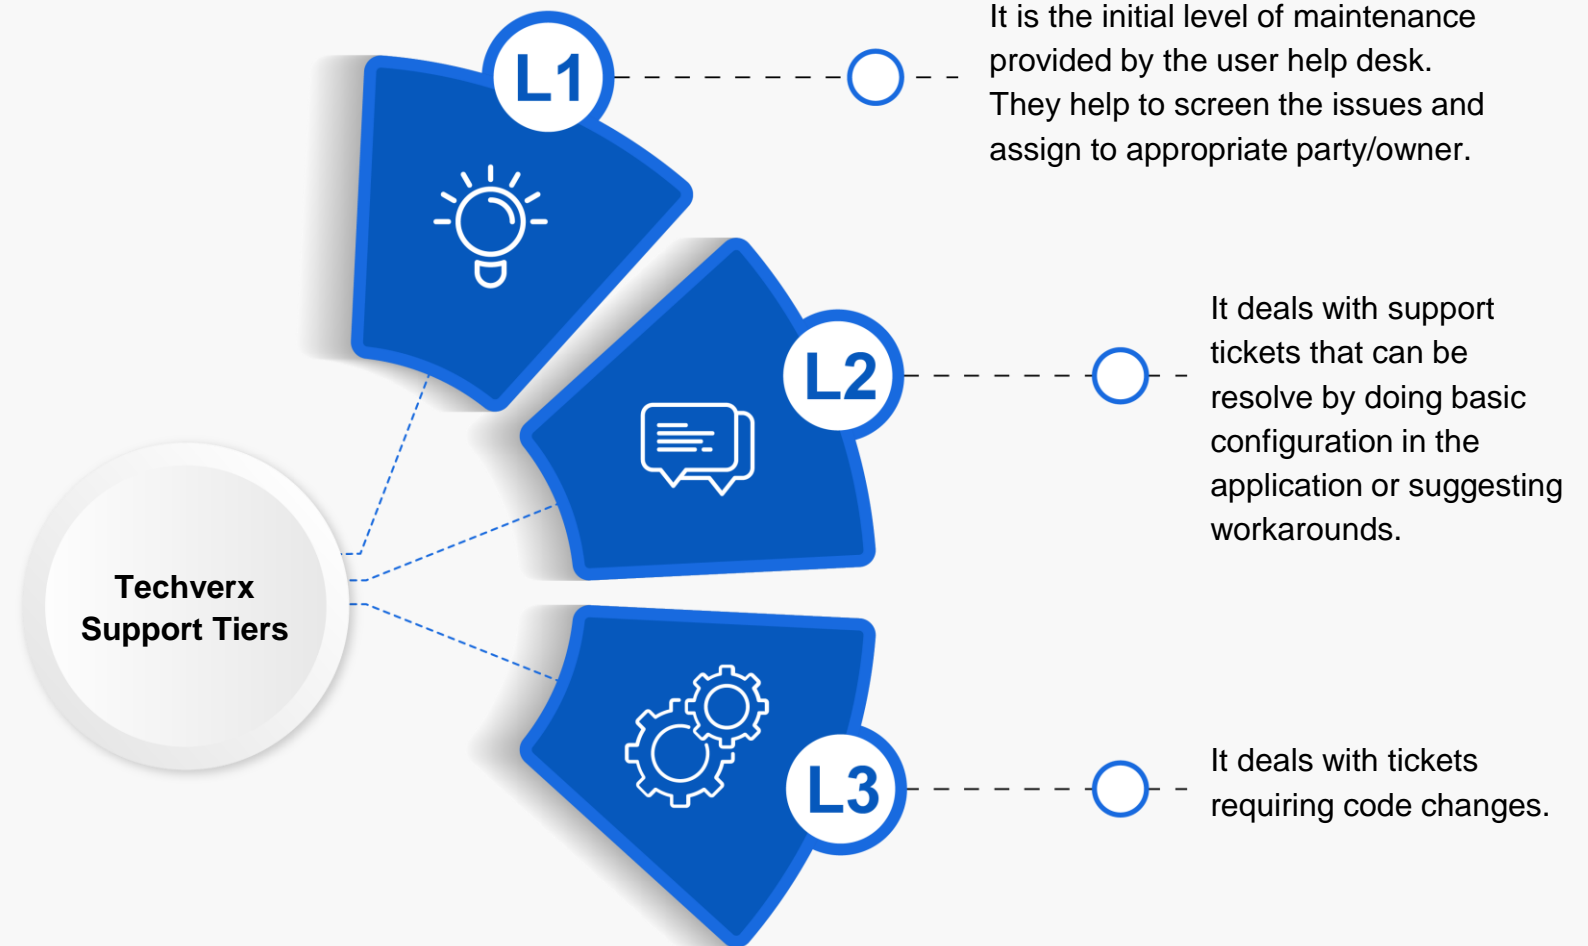 L1
It is the initial level of maintenance
provided by the user help desk.
They help to screen the issues and
assign to appropriate party/owner.
L2
It deals with support
tickets that can be
resolve by doing basic
configuration in the
application or suggesting
workarounds.
Techverx
Support Tiers
L3
It deals with tickets
requiring code changes.